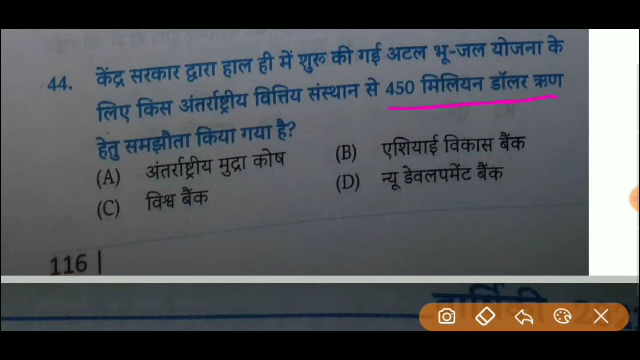 44. केंद्र सरकार द्वारा हाल ही में शुरू की गई अटल भू-जल योजना के
लिए किस अंतर्राष्ट्रीय वित्तिय संस्थान से 450 मिलियन डॉलर ऋण
हेतु समझौता किया गया है?
(A) अंतर्राष्ट्रीय मुद्रा कोष (B) एशियाई विकास बैंक
(C) विश्व बैंक (D) न्यू डेवलपमेंट बैंक
116 |